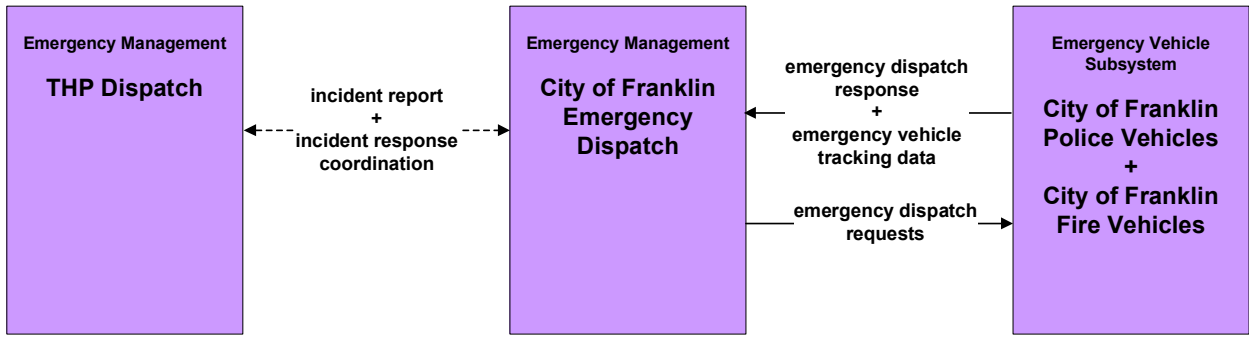 Emergency Management
THP Dispatch
incident report
+
incident response
coordination
Emergency Management
City of Franklin
Emergency
Dispatch
emergency dispatch
response
+
emergency vehicle
tracking data
emergency dispatch
requests
Emergency Vehicle
Subsystem
City of Franklin
Police Vehicles
+
City of Franklin
Fire Vehicles